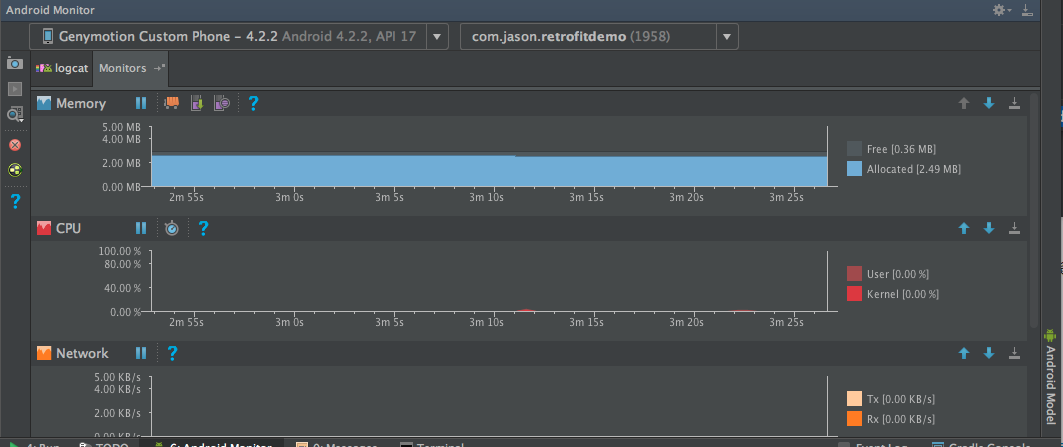 Android Monitor
Genymotion Custom Phone – 4.2.2 Android 4.2.2, API 17
com.jason.retrofitdemo (1958)
logcat
Monitors
Memory
?
5.00 MB
4.00 MB
2.00 MB
0.00 MB
Free [0.36 MB]
Allocated [2.49 MB]
2m 55s 3m 0s 3m 5s 3m 10s 3m 15s 3m 20s 3m 25s
CPU
?
100.00 %
80.00 %
40.00 %
0.00 %
User [0.00 %]
Kernel [0.00 %]
2m 55s 3m 0s 3m 5s 3m 10s 3m 15s 3m 20s 3m 25s
Network
?
5.00 KB/s
4.00 KB/s
2.00 KB/s
0.00 KB/s
Tx [0.00 KB/s]
Rx [0.00 KB/s]
?
Android Model
4: Run
TODO
6: Android Monitor
0: Messages
Terminal
Event Log
Gradle Console